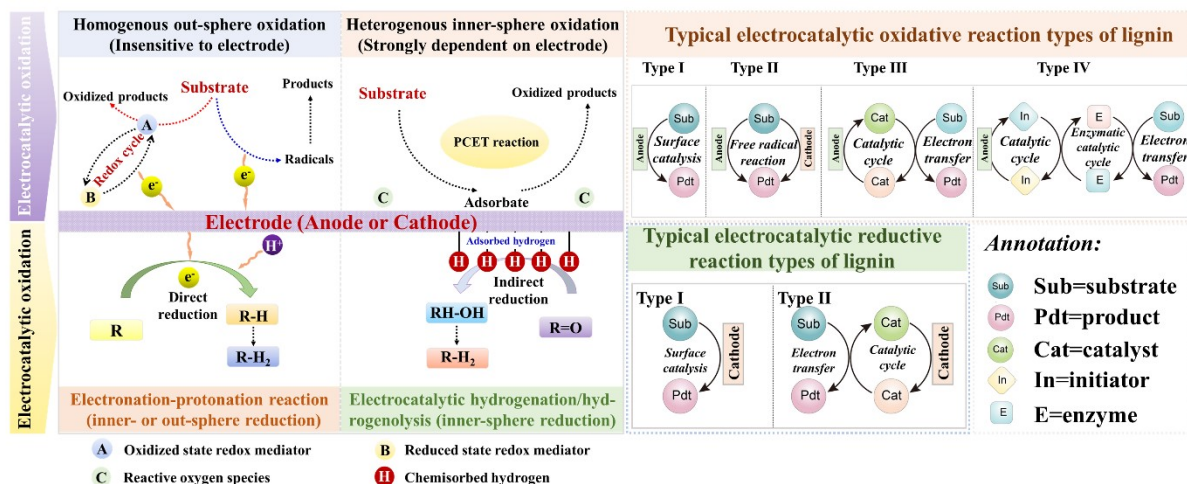 Electrocatalytic oxidation
Homogenous out-sphere oxidation
(Insensitive to electrode)
Oxidized products
Substrate
Products
A
Redox cycle
B
e-
e-
Radicals
Heterogenous inner-sphere oxidation
(Strongly dependent on electrode)
Substrate
Oxidized products
PCET reaction
C
Adsorbate
C
Electrode (Anode or Cathode)
Electrocatalytic oxidation
H+
e-
Direct
reduction
R
R-H
R-H2
Electronation-protonation reaction
(inner- or out-sphere reduction)
Adsorbed hydrogen
H H H H H
Indirect
reduction
RH-OH
R=O
R-H2
Electrocatalytic hydrogenation/hyd-
rogenolysis (inner-sphere reduction)
A Oxidized state redox mediator
B Reduced state redox mediator
C Reactive oxygen species
H Chemisorbed hydrogen
Typical electrocatalytic oxidative reaction types of lignin
Type I
Anode
Sub
Surface
catalysis
Pdt
Type II
Anode
Sub
Free radical
reaction
Pdt
Cathode
Type III
Anode
Cat
Catalytic
cycle
Cat
Sub
Electron
transfer
Pdt
Type IV
Anode
In
Catalytic
cycle
In
E
Enzymatic
catalytic
cycle
E
Sub
Electron
transfer
Pdt
Typical electrocatalytic reductive
reaction types of lignin
Type I
Sub
Surface
catalysis
Pdt
Cathode
Type II
Sub
Electron
transfer
Pdt
Cat
Catalytic
cycle
Cat
Cathode
Annotation:
Sub Sub=substrate
Pdt Pdt=product
Cat Cat=catalyst
In In=initiator
E E=enzyme